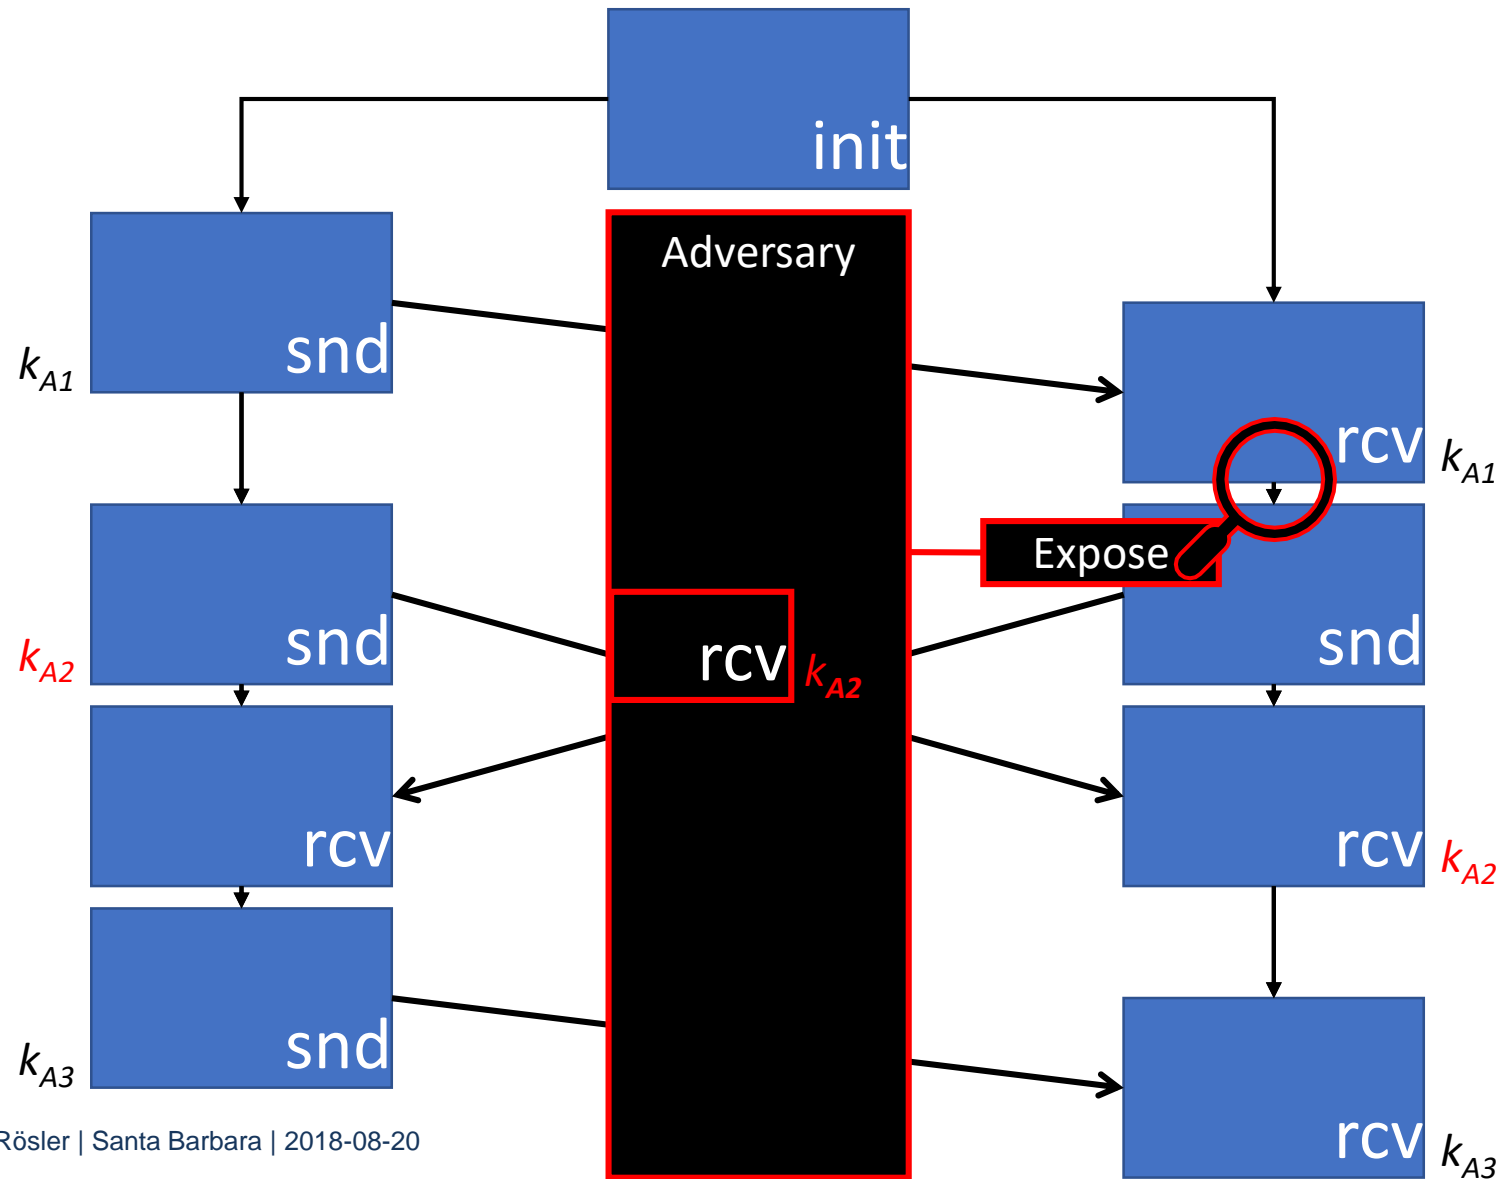 init
Adversary
snd
k_A1
rcv
k_A1
Expose
snd
k_A2
rcv
k_A2
snd
rcv
rcv
k_A2
snd
k_A3
rcv
k_A3
Rösler | Santa Barbara | 2018-08-20